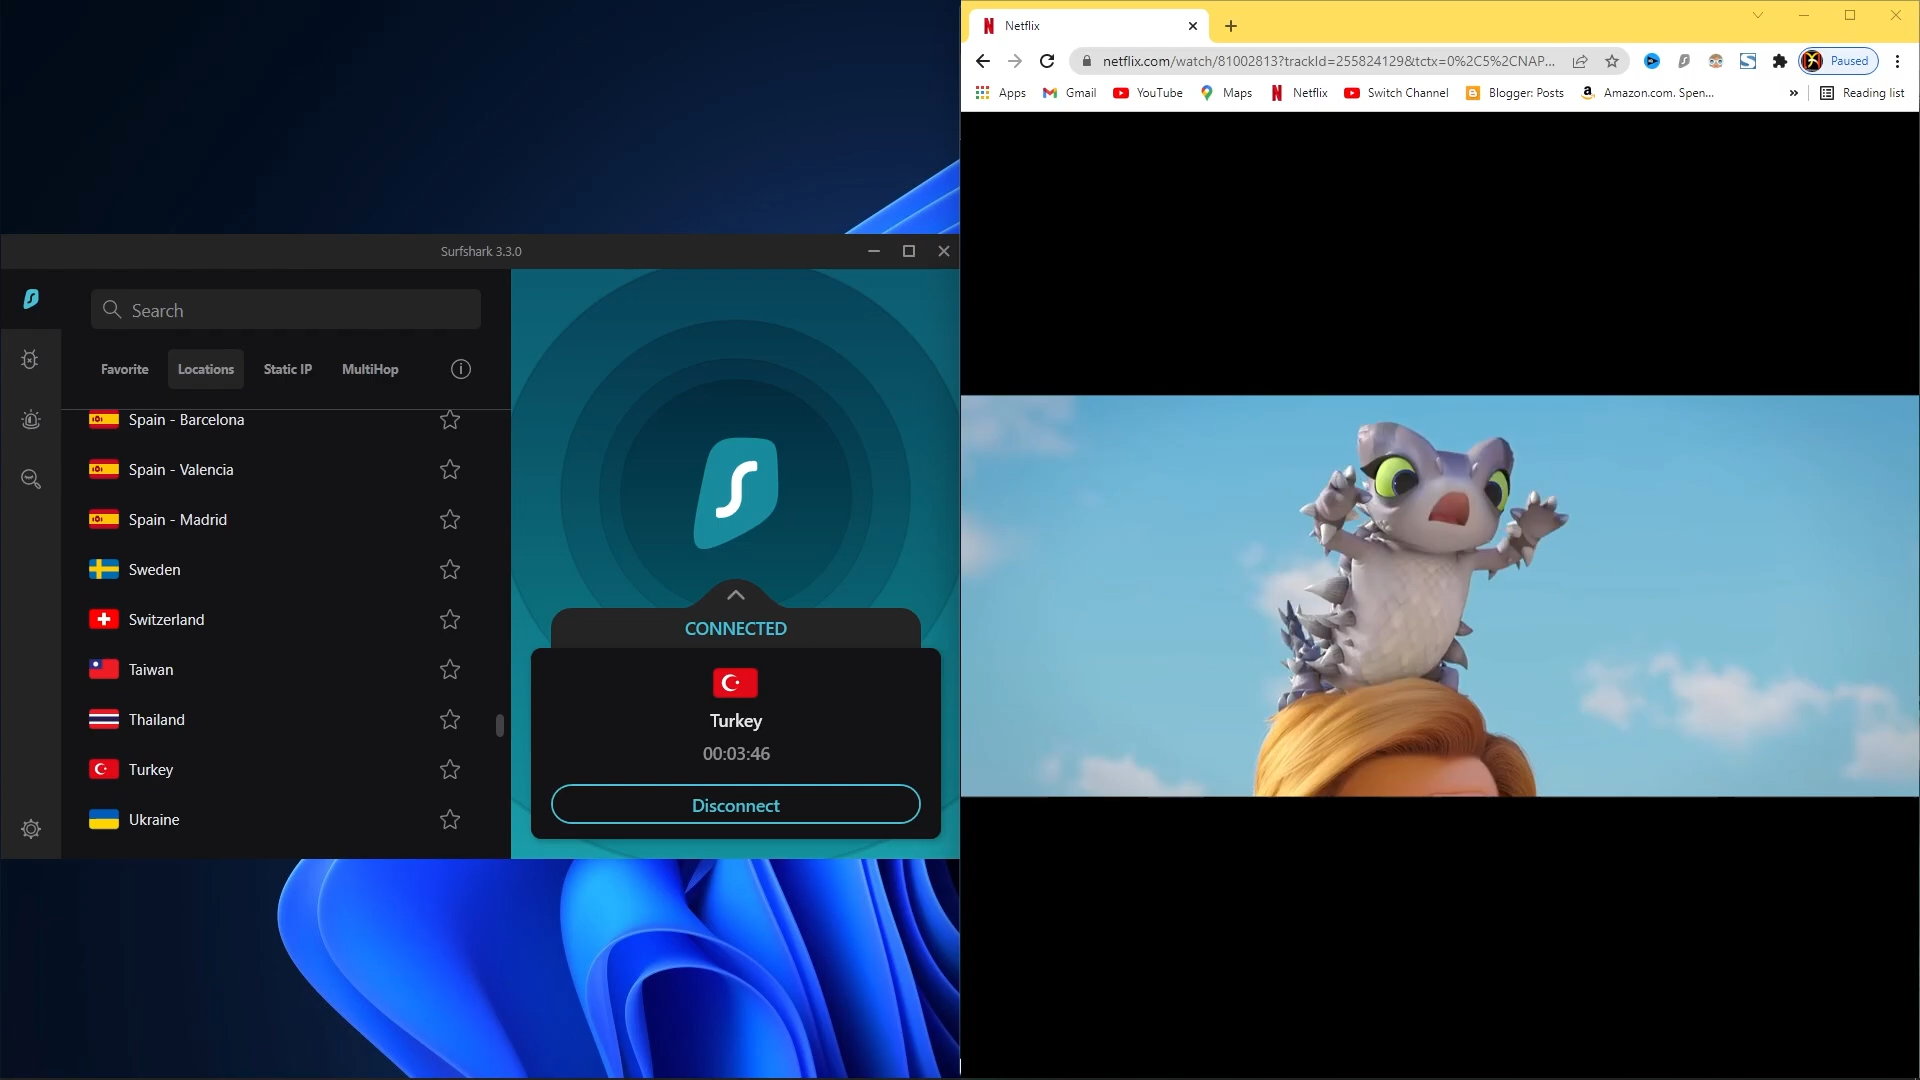 Surfshark 3.3.0
Search
Favorite
Locations
Static IP
MultiHop
Spain - Barcelona
Spain - Valencia
Spain - Madrid
Sweden
Switzerland
Taiwan
Thailand
Turkey
Ukraine
CONNECTED
Turkey
00:03:46
Disconnect
Netflix
netflix.com/watch/81002813?trackId=255824129&tctx=0%2C5%2CNAP...
Paused
Apps
Gmail
YouTube
Maps
Netflix
Switch Channel
Blogger: Posts
Amazon.com. Spen...
»
Reading list